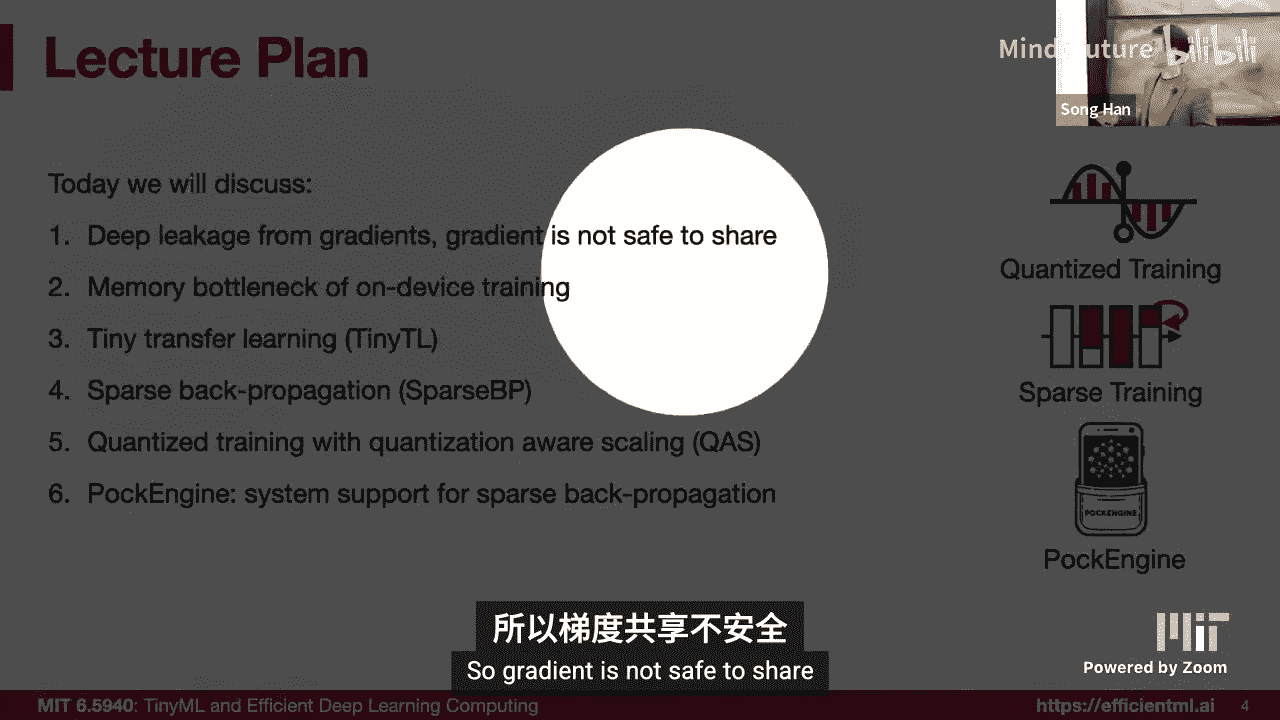 Lecture Plan
bilibili
Song Han
Today we will discuss:
1. Deep leakage from gradients, gradient is not safe to share
2. Memory bottleneck of on-device training
3. Tiny transfer learning (TinyTL)
4. Sparse back-propagation (SparseBP)
5. Quantized training with quantization aware scaling (QAS)
6. PockEngine: system support for sparse back-propagation
Quantized Training
Sparse Training
POCKENGINE
PockEngine
所以梯度共享不安全
So gradient is not safe to share
MIT
Powered by Zoom
MIT 6.5940: TinyML and Efficient Deep Learning Computing
https://efficientml.ai
4